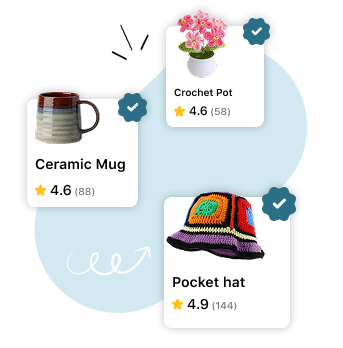 Crochet Pot
4.6 (58)
Ceramic Mug
4.6 (88)
Pocket hat
4.9 (144)